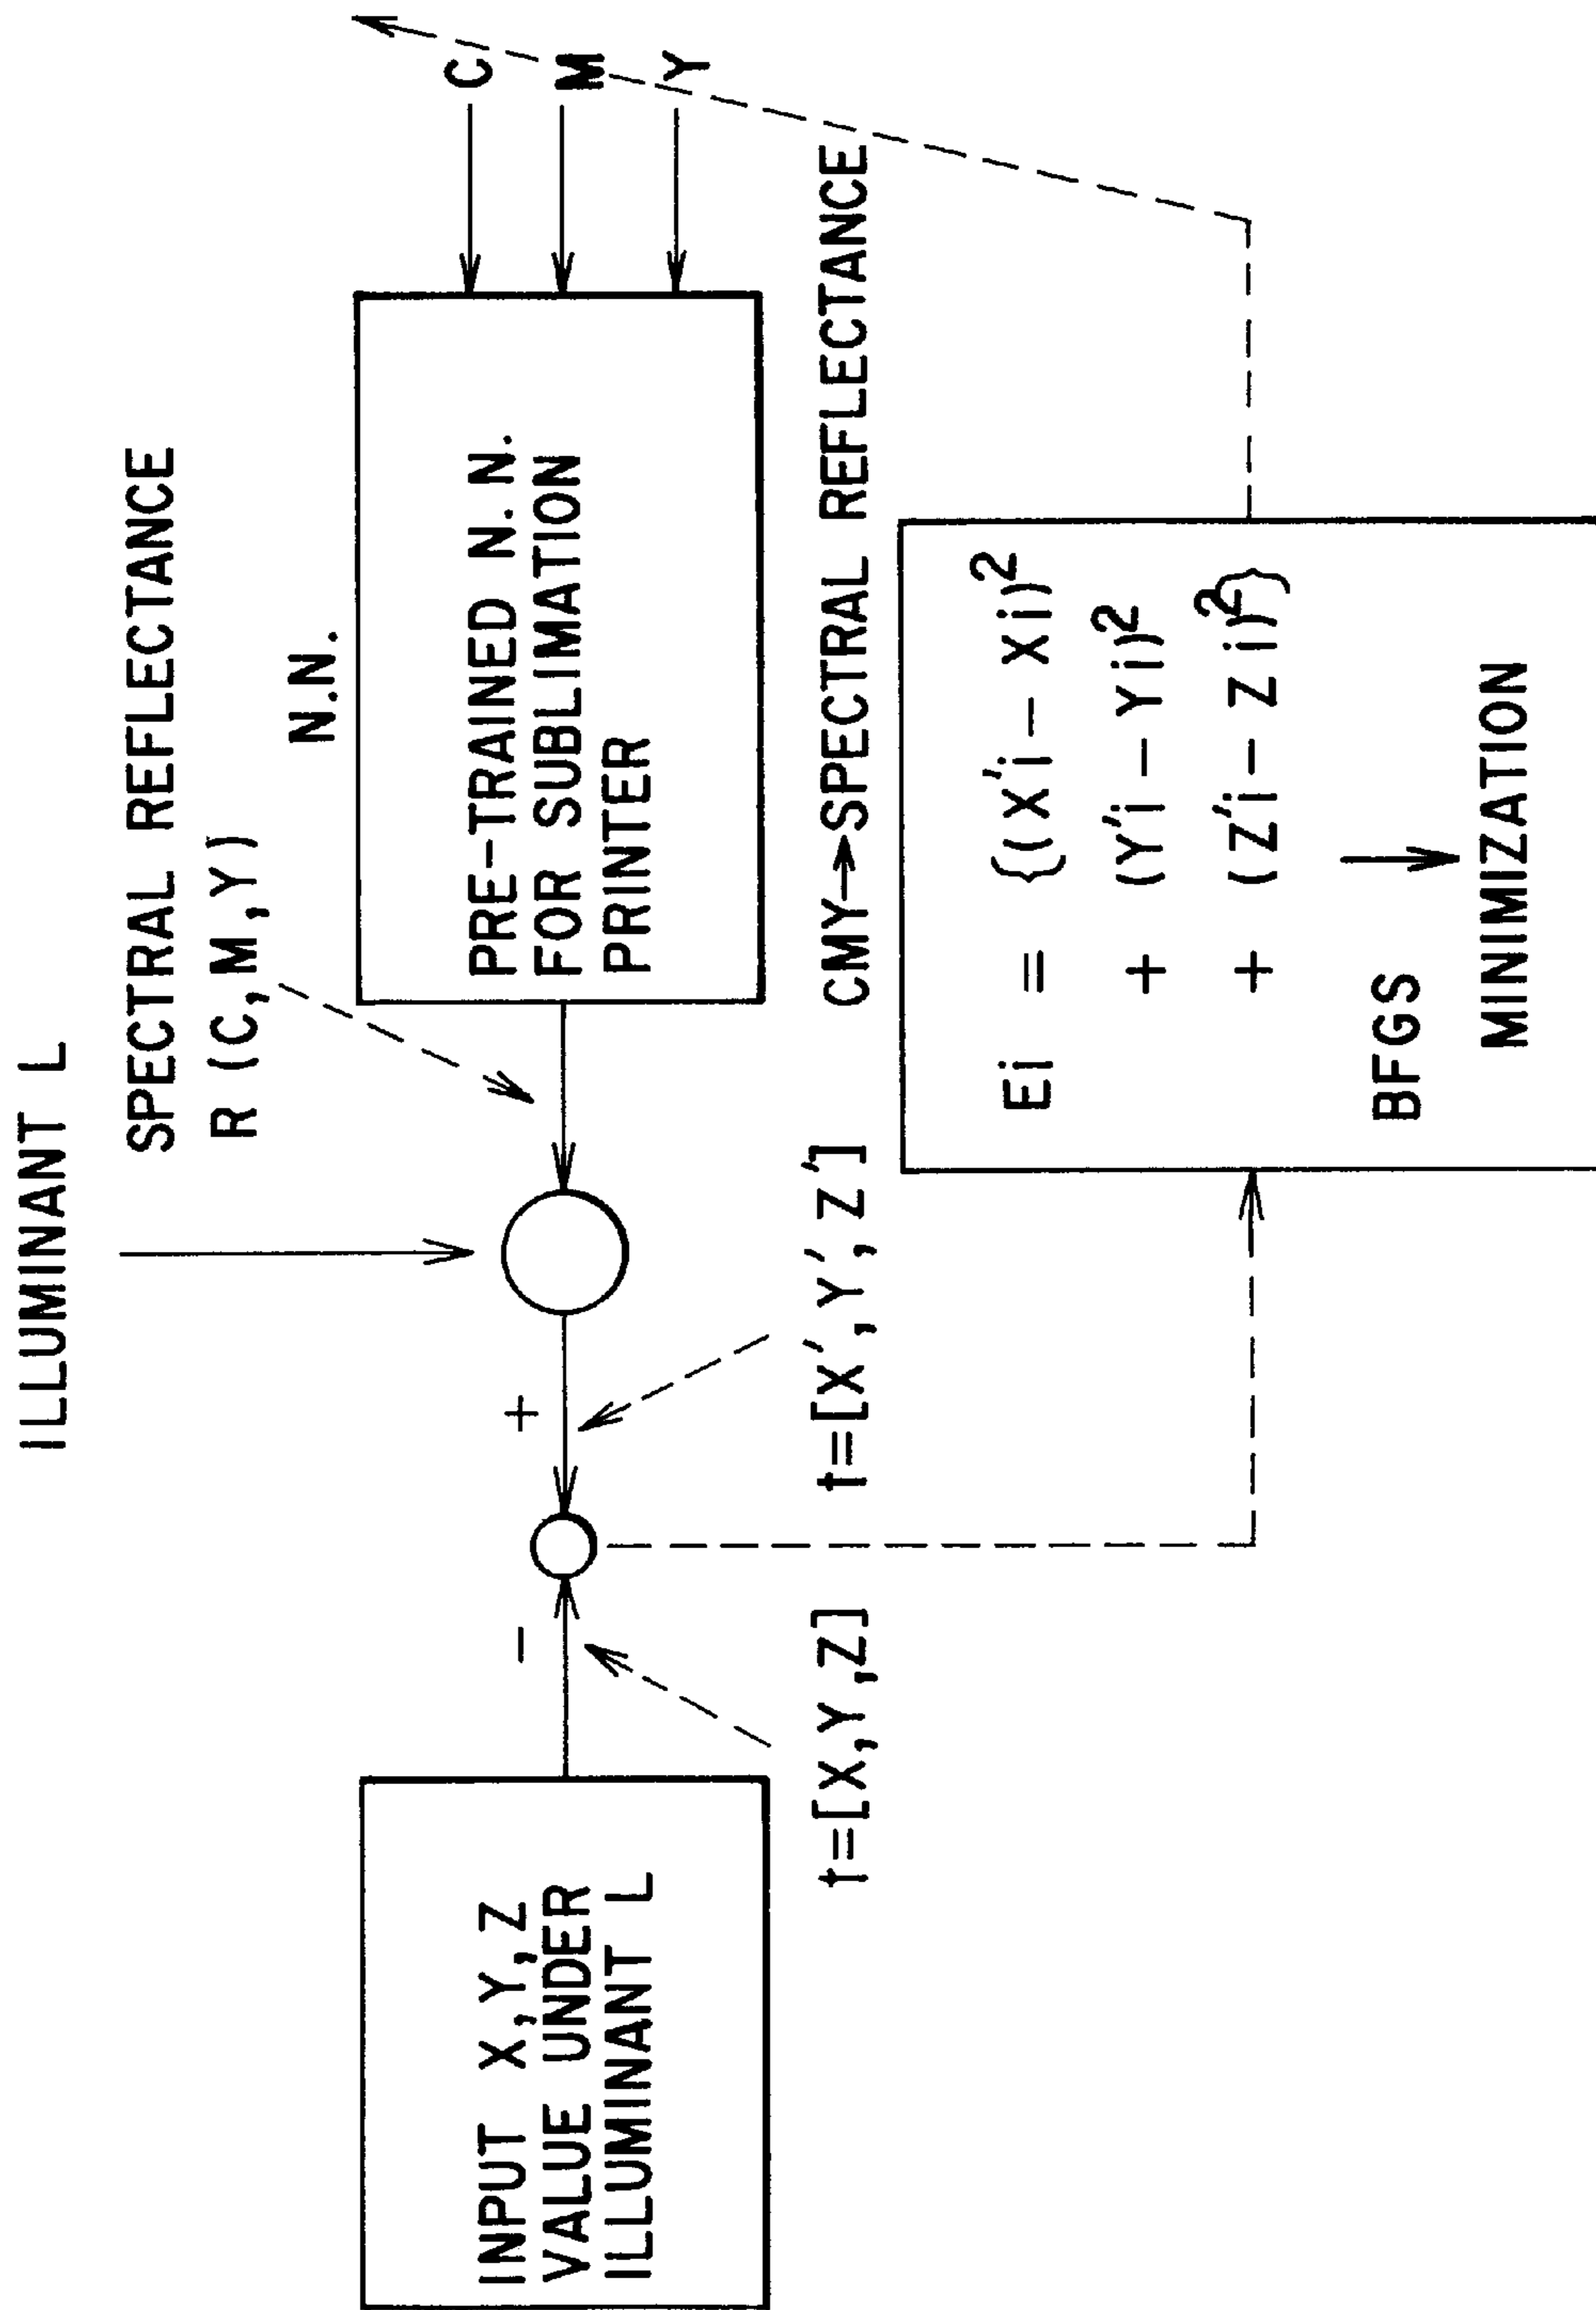 ILLUMINANT L
SPECTRAL REFLECTANCE
R (C,M,Y)
N.N.
INPUT X,Y,Z
VALUE UNDER
ILLUMINANT L
-
+
PRE-TRAINED N.N.
FOR SUBLIMATION
PRINTER
C
M
Y
t=[X,Y,Z]
t=[X′,Y′,Z′]
CMY→SPECTRAL REFLECTANCE
Ei = {(X′i - Xi)²
+ (Y′i - Yi)²
+ (Z′i - Zi)²}
BFGS
MINIMIZATION